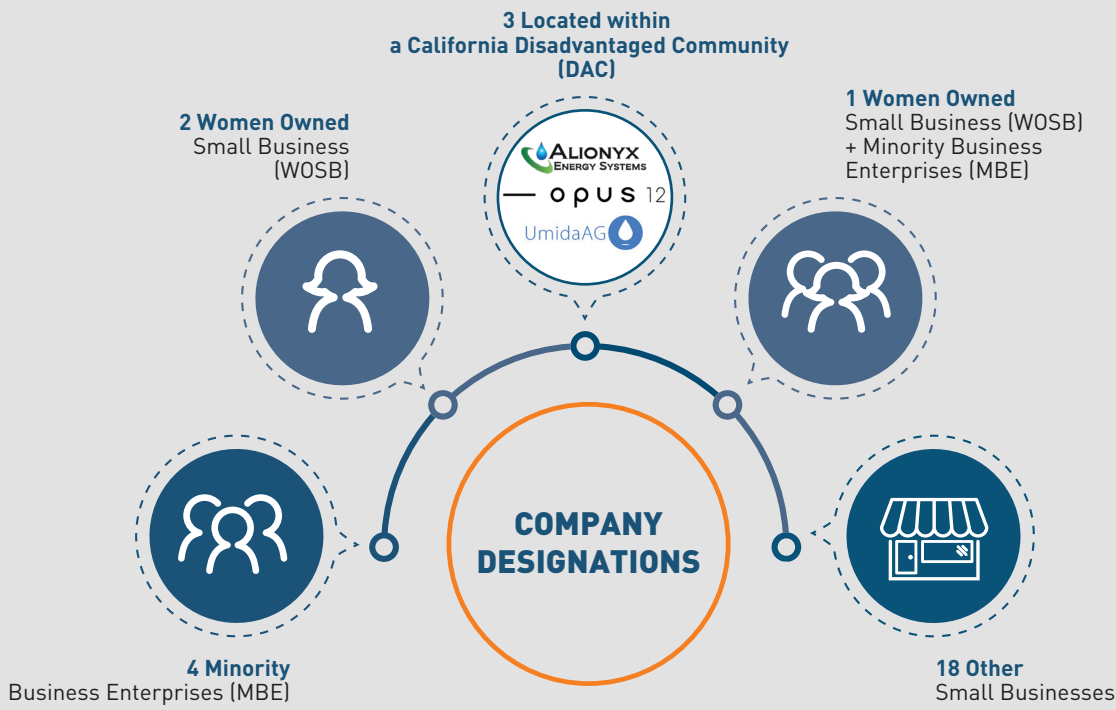 3 Located within
a California Disadvantaged Community
(DAC)
2 Women Owned
Small Business
(WOSB)
ALIONYX
ENERGY SYSTEMS
opus 12
UmidaAG
1 Women Owned
Small Business (WOSB)
+ Minority Business
Enterprises (MBE)
COMPANY
DESIGNATIONS
4 Minority
Business Enterprises (MBE)
18 Other
Small Businesses